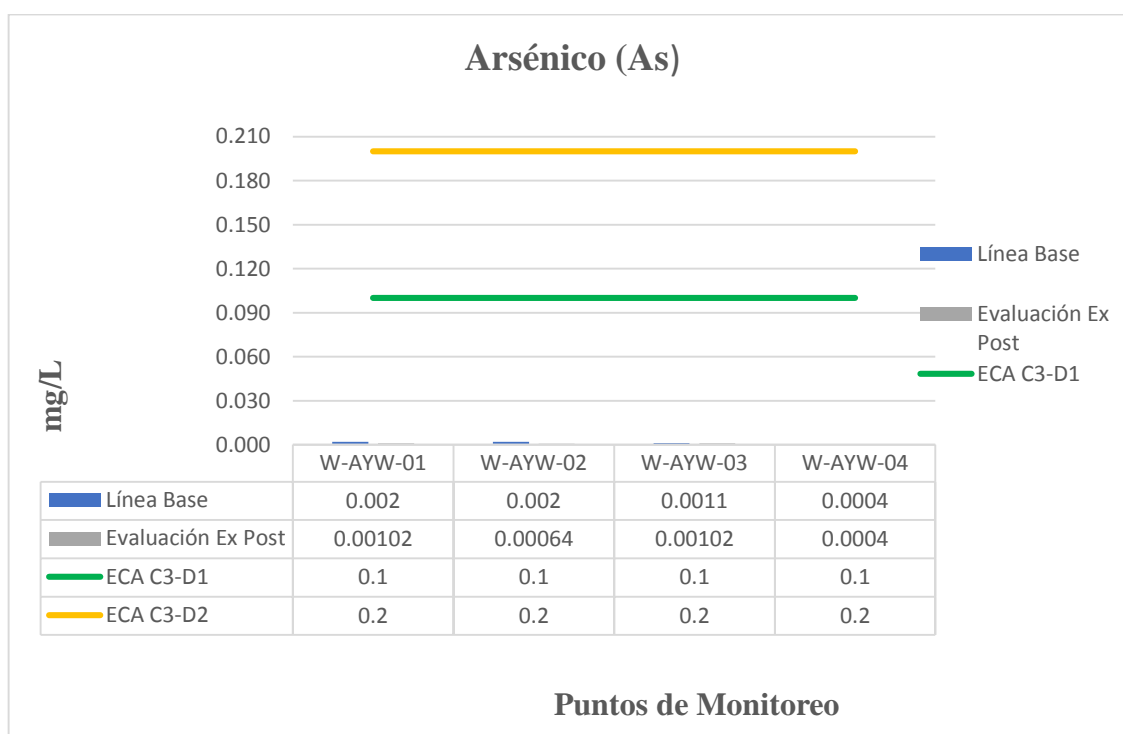 Arsénico (As)
0.210
0.180
0.150
0.120
0.090
0.060
0.030
0.000
mg/L
Línea Base
Evaluación Ex
Post
ECA C3-D1
W-AYW-01 W-AYW-02 W-AYW-03 W-AYW-04
Línea Base 0.002 0.002 0.0011 0.0004
Evaluación Ex Post 0.00102 0.00064 0.00102 0.0004
ECA C3-D1 0.1 0.1 0.1 0.1
ECA C3-D2 0.2 0.2 0.2 0.2
Puntos de Monitoreo